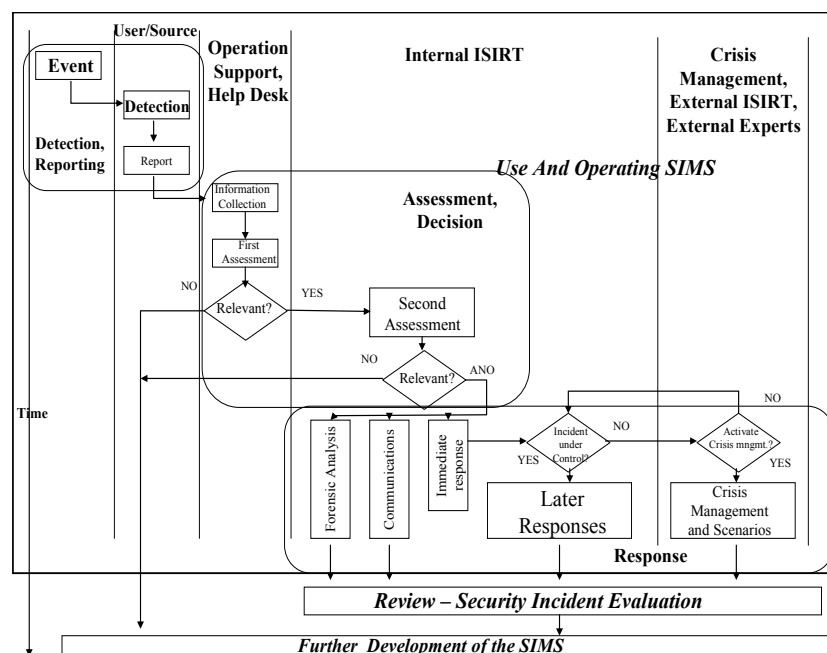 User/Source
Operation
Support,
Help Desk
Internal ISIRT
Crisis
Management,
External ISIRT,
External Experts
Event
Detection
Detection,
Reporting
Report
Use And Operating SIMS
Information
Collection
Assessment,
Decision
First
Assessment
NO
Relevant?
YES
Second
Assessment
NO
Relevant?
ANO
Time
Forensic Analysis
Communications
Immediate
response
Incident
under
Control?
YES
NO
NO
Activate
Crisis mngmt.?
YES
Later
Responses
Crisis
Management
and Scenarios
Response
Review – Security Incident Evaluation
Further Development of the SIMS